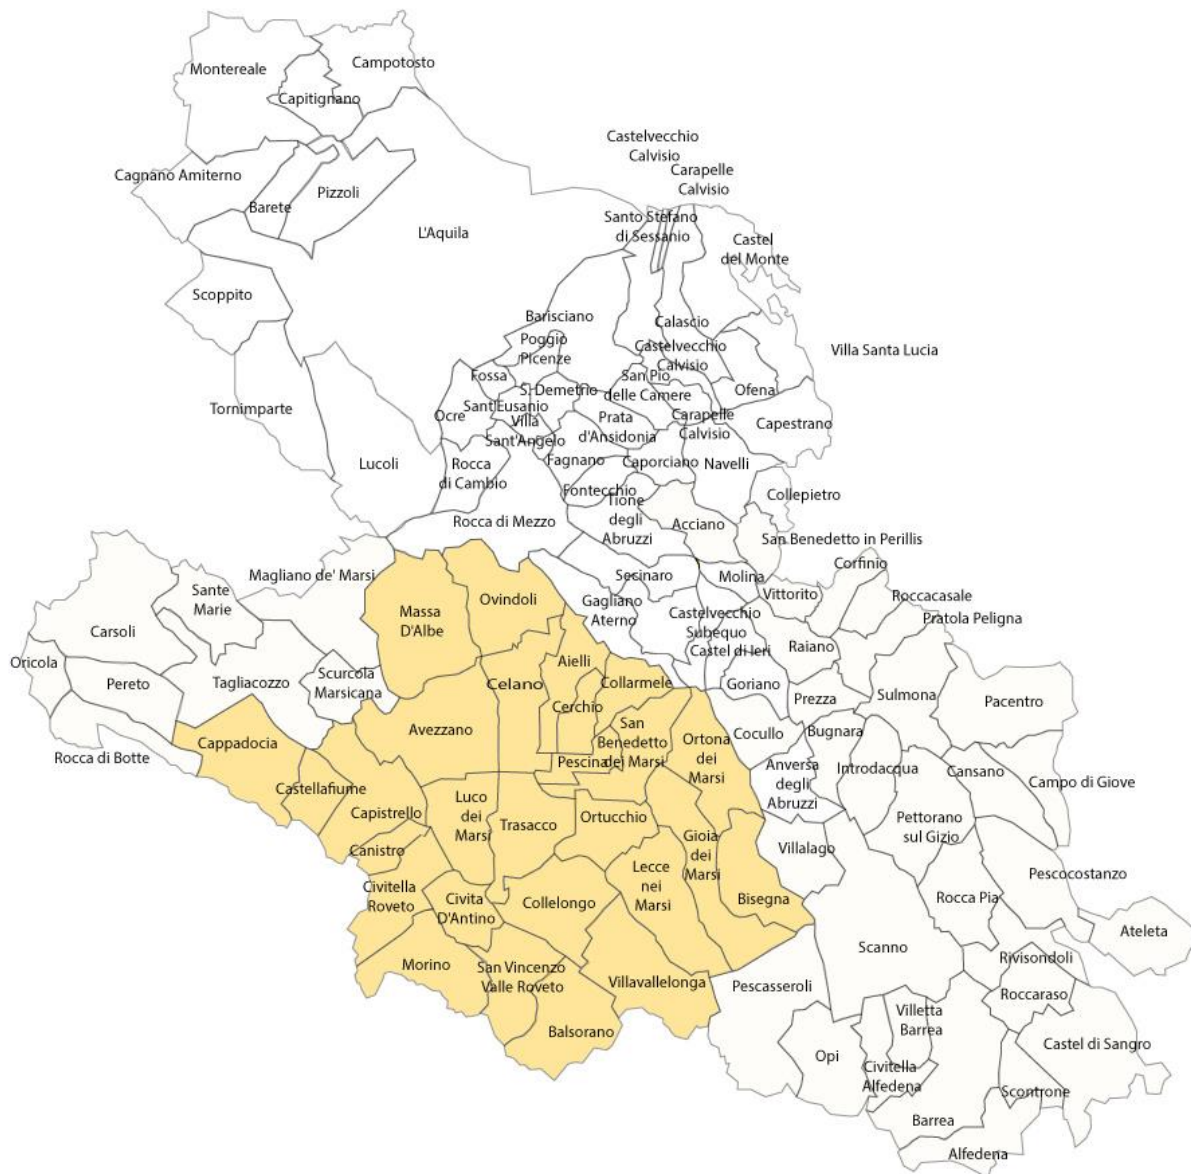 Campotosto
Montereale
Capitignano
Castelvecchio
Calvisio
Carapelle
Calvisio
Cagnano Amiterno
Pizzoli
Barete
Santo Stefano
di Sessanio
L'Aquila
Castel
del Monte
Scoppito
Barisciano
Calascio
Poggio
Picenze
Castelvecchio
Calvisio
Villa Santa Lucia
Fossa
San Pio
delle Camere
S. Demetrio
Ofena
Sant'Eusanio
Tornimparte
Ocre
Villa
Sant'Angelo
Prata
d'Ansidonia
Carapelle
Calvisio
Capestrano
Lucoli
Rocca
di Cambio
Fagnano
Caporciano
Navelli
Fontecchio
Collepietro
Tione
degli
Abruzzi
Rocca di Mezzo
Acciano
San Benedetto in Perillis
Corfinio
Magliano de' Marsi
Secinaro
Molina
Sante
Marie
Vittorito
Roccacasale
Ovindoli
Gagliano
Aterno
Massa
D'Albe
Castelvecchio
Subequo
Pratola Peligna
Carsoli
Castel di Ieri
Raiano
Oricola
Aielli
Pereto
Tagliacozzo
Scurcola
Marsicana
Celano
Collarmele
Goriano
Prezza
Sulmona
Pacentro
Cerchio
Avezzano
San
Benedetto
dei Marsi
Cocullo
Bugnara
Cappadocia
Ortona
dei
Marsi
Rocca di Botte
Pescina
Anversa
degli
Abruzzi
Introdacqua
Cansano
Campo di Giove
Castellafiume
Capistrello
Luco
dei
Marsi
Trasacco
Ortucchio
Pettorano
sul Gizio
Gioia
dei
Marsi
Villalago
Canistro
Lecce
nei
Marsi
Pescocostanzo
Civitella
Roveto
Civita
D'Antino
Collelongo
Bisegna
Rocca Pia
Ateleta
Scanno
Rivisondoli
Morino
San Vincenzo
Valle Roveto
Villavallelonga
Pescasseroli
Roccaraso
Villetta
Barrea
Balsorano
Castel di Sangro
Opi
Civitella
Alfedena
Scontrone
Barrea
Alfedena